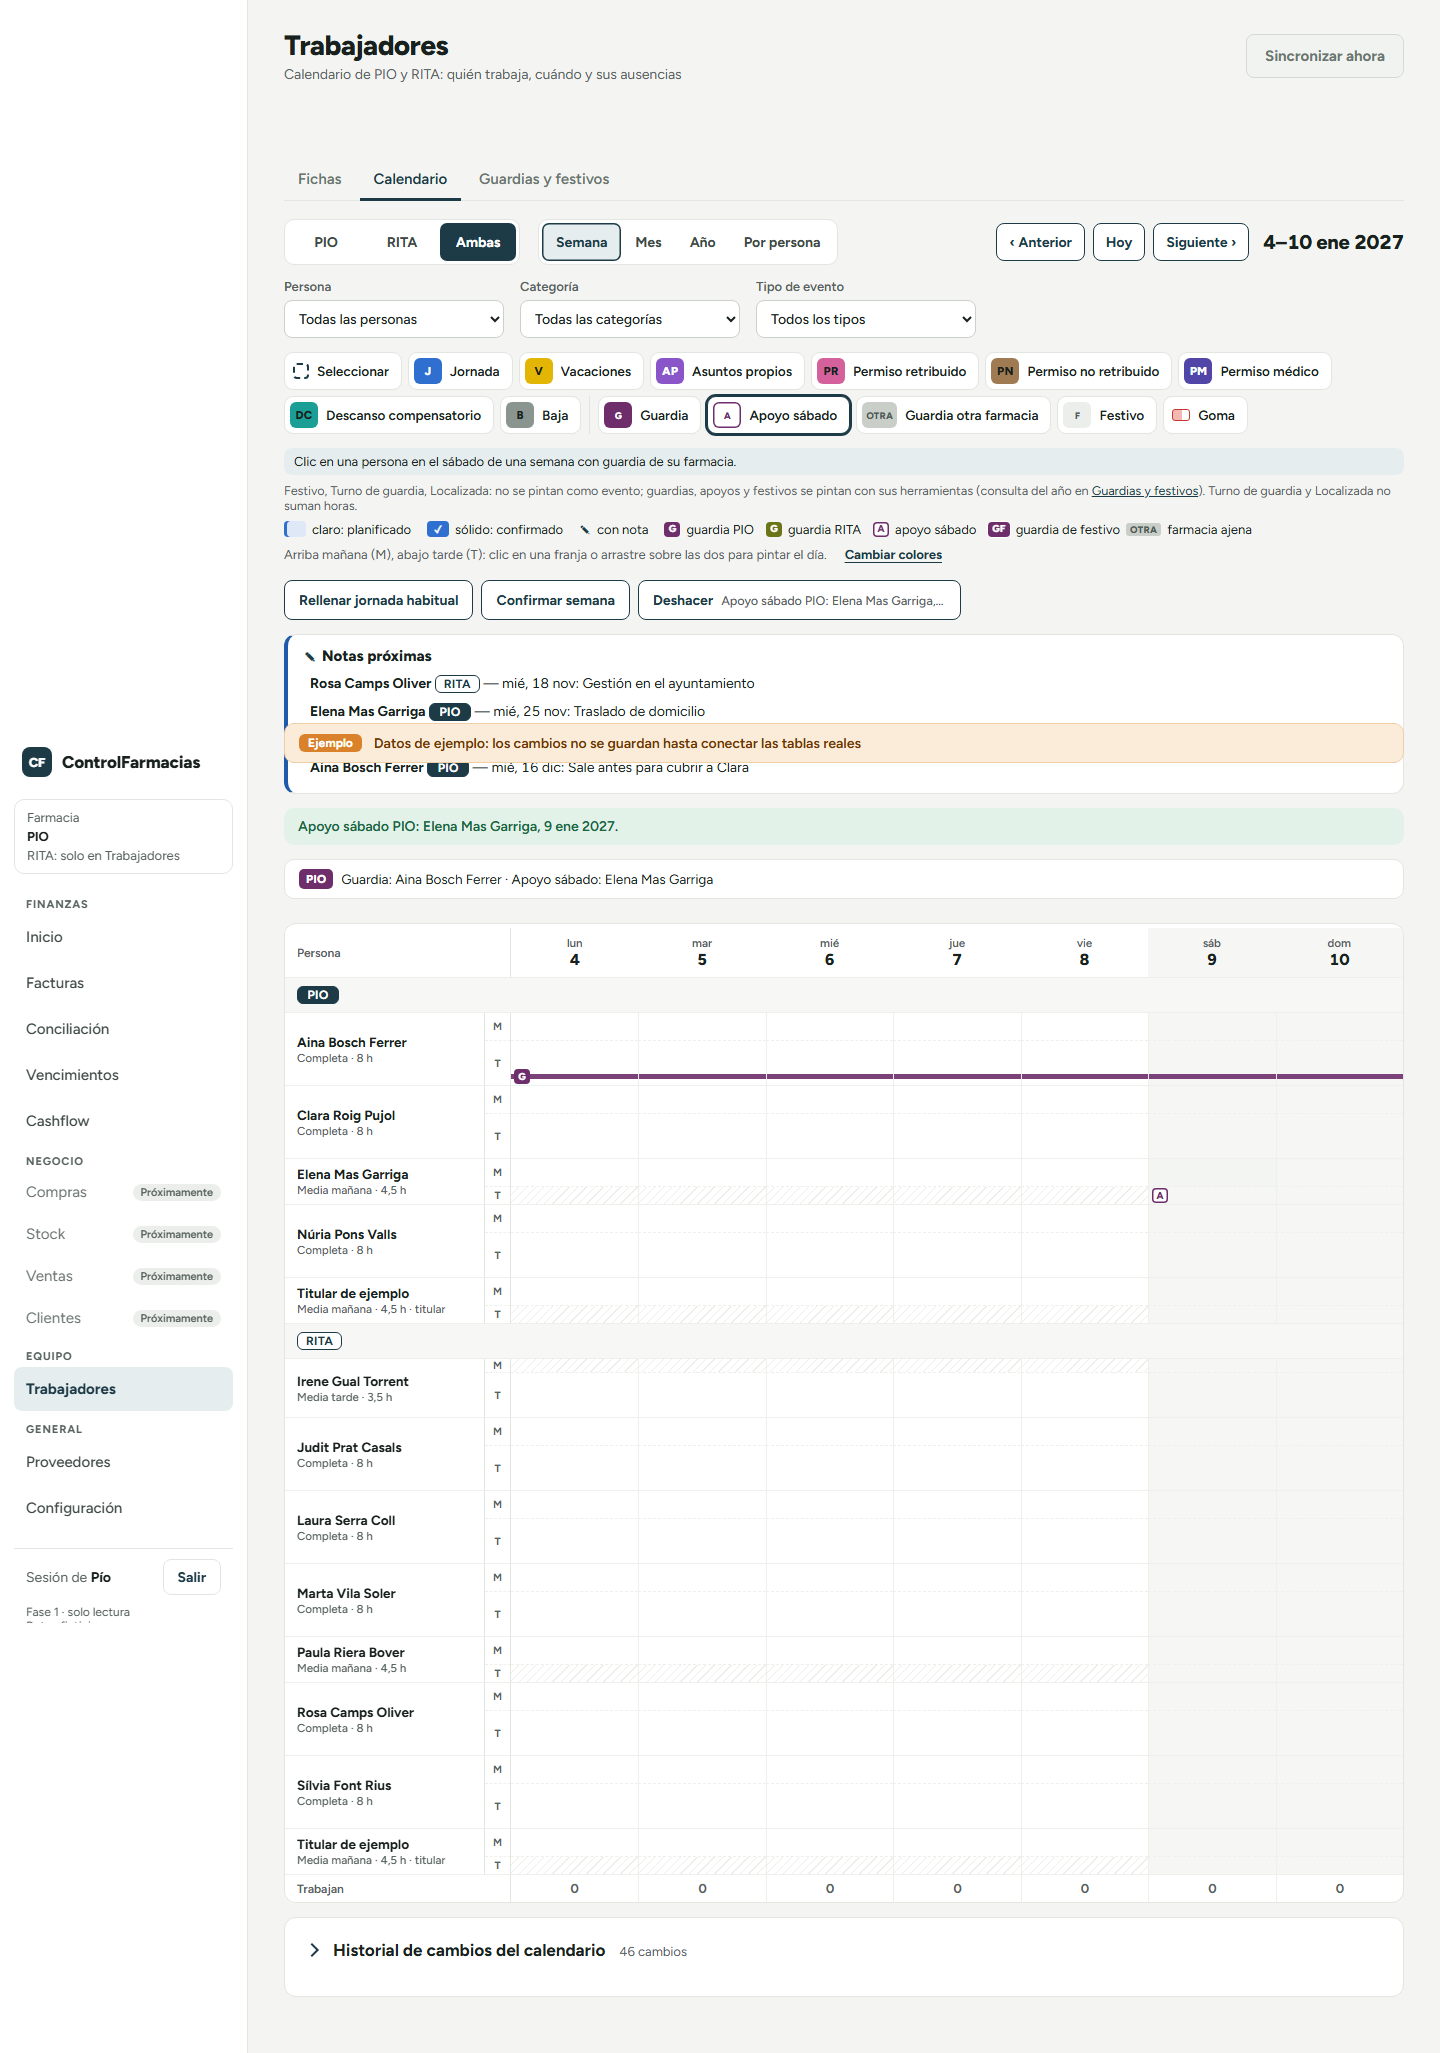 Trabajadores
Calendario de PIO y RITA: quién trabaja, cuándo y sus ausencias
Sincronizar ahora
Fichas Calendario Guardias y festivos
PIO RITA Ambas Semana Mes Año Por persona ‹ Anterior Hoy Siguiente › 4–10 ene 2027
Persona Categoría Tipo de evento
Todas las personas Todas las categorías Todos los tipos
Seleccionar J Jornada V Vacaciones AP Asuntos propios PR Permiso retribuido PN Permiso no retribuido PM Permiso médico
DC Descanso compensatorio B Baja G Guardia A Apoyo sábado OTRA Guardia otra farmacia F Festivo Goma
Clic en una persona en el sábado de una semana con guardia de su farmacia.
Festivo, Turno de guardia, Localizada: no se pintan como evento; guardias, apoyos y festivos se pintan con sus herramientas (consulta del año en Guardias y festivos). Turno de guardia y Localizada no
suman horas.
claro: planificado ✓ sólido: confirmado con nota G guardia PIO G guardia RITA A apoyo sábado GF guardia de festivo OTRA farmacia ajena
Arriba mañana (M), abajo tarde (T): clic en una franja o arrastre sobre las dos para pintar el día. Cambiar colores
Rellenar jornada habitual Confirmar semana Deshacer Apoyo sábado PIO: Elena Mas Garriga,...
Notas próximas
Rosa Camps Oliver RITA — mié, 18 nov: Gestión en el ayuntamiento
Elena Mas Garriga PIO — mié, 25 nov: Traslado de domicilio
Ejemplo Datos de ejemplo: los cambios no se guardan hasta conectar las tablas reales
Aina Bosch Ferrer PIO — mié, 16 dic: Sale antes para cubrir a Clara
Apoyo sábado PIO: Elena Mas Garriga, 9 ene 2027.
PIO Guardia: Aina Bosch Ferrer · Apoyo sábado: Elena Mas Garriga
Persona lun 4 mar 5 mié 6 jue 7 vie 8 sáb 9 dom 10
PIO
Aina Bosch Ferrer
Completa · 8 h
M
T
G
Clara Roig Pujol
Completa · 8 h
M
T
Elena Mas Garriga
Media mañana · 4,5 h
M
T
A
Núria Pons Valls
Completa · 8 h
M
T
Titular de ejemplo
Media mañana · 4,5 h · titular
M
T
RITA
Irene Gual Torrent
Media tarde · 3,5 h
M
T
Judit Prat Casals
Completa · 8 h
M
T
Laura Serra Coll
Completa · 8 h
M
T
Marta Vila Soler
Completa · 8 h
M
T
Paula Riera Bover
Media mañana · 4,5 h
M
T
Rosa Camps Oliver
Completa · 8 h
M
T
Sílvia Font Rius
Completa · 8 h
M
T
Titular de ejemplo
Media mañana · 4,5 h · titular
M
T
Trabajan 0 0 0 0 0 0 0
Historial de cambios del calendario 46 cambios
CF ControlFarmacias
Farmacia
PIO
RITA: solo en Trabajadores
FINANZAS
Inicio
Facturas
Conciliación
Vencimientos
Cashflow
NEGOCIO
Compras Próximamente
Stock Próximamente
Ventas Próximamente
Clientes Próximamente
EQUIPO
Trabajadores
GENERAL
Proveedores
Configuración
Sesión de Pío Salir
Fase 1 · solo lectura